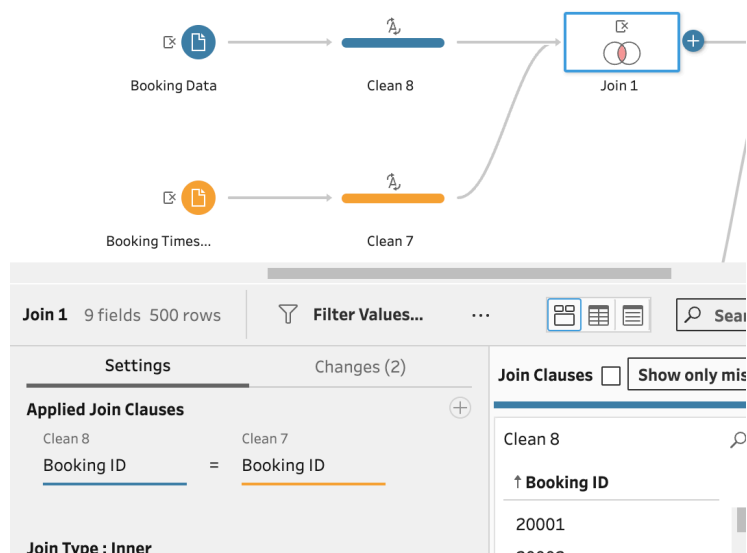 Booking Data
Clean 8
Join 1
Booking Times...
Clean 7
Join 1 9 fields 500 rows
Filter Values...
Sear
Settings
Changes (2)
Join Clauses
Show only mis
Applied Join Clauses
Clean 8
Clean 7
Booking ID = Booking ID
Clean 8
Booking ID
20001
Join Type : Inner